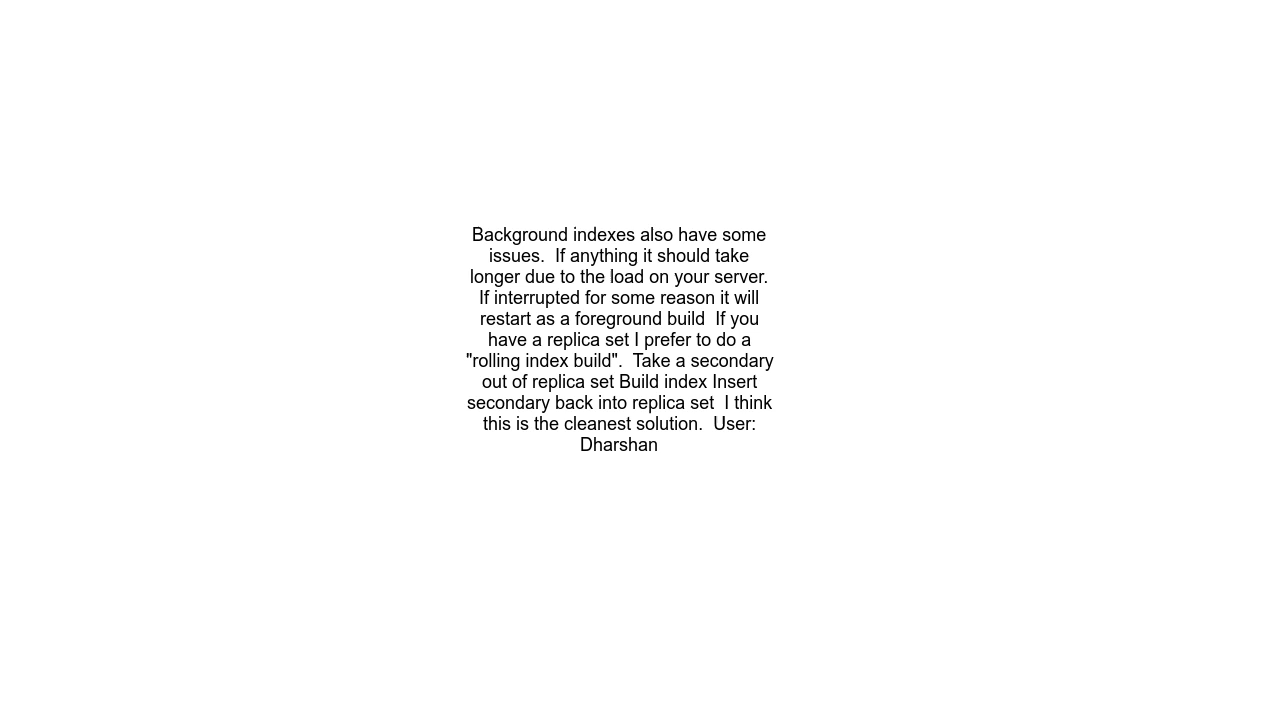 Background indexes also have some
issues.  If anything it should take
longer due to the load on your server.
If interrupted for some reason it will
restart as a foreground build  If you
have a replica set I prefer to do a
"rolling index build".  Take a secondary
out of replica set Build index Insert
secondary back into replica set  I think
this is the cleanest solution.  User:
Dharshan